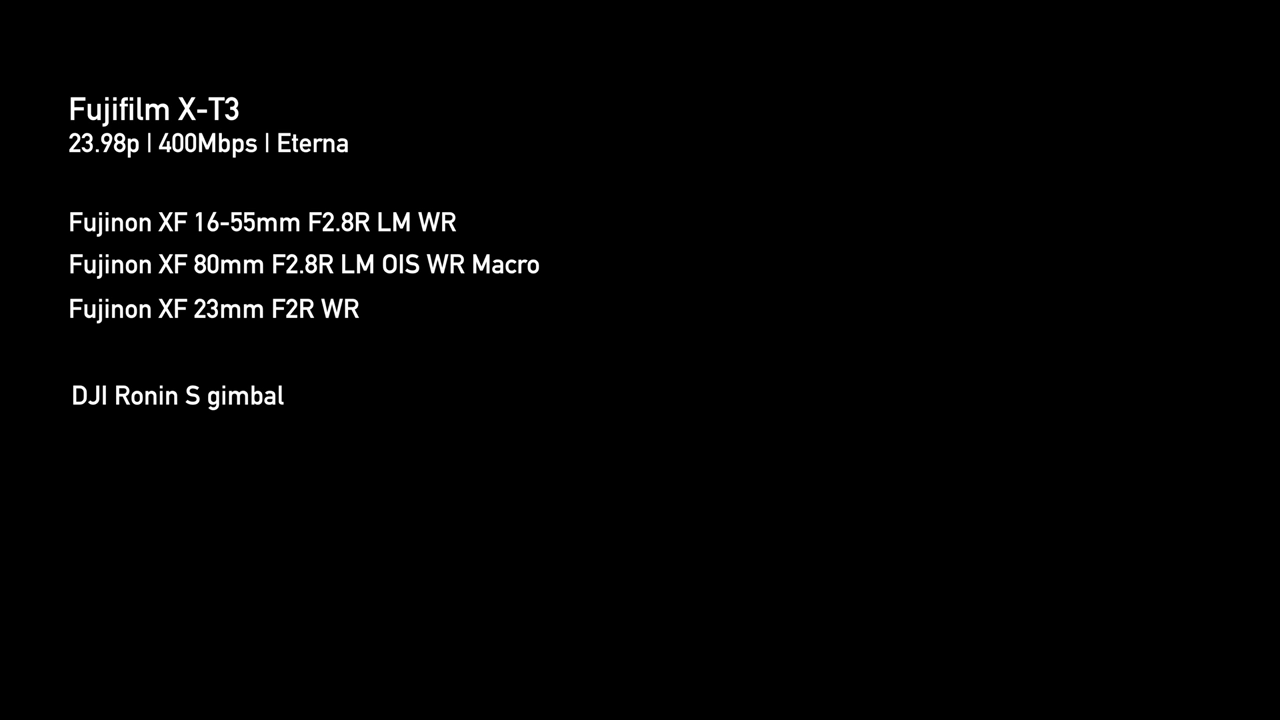 Fujifilm X-T3
23.98p | 400Mbps | Eterna
Fujinon XF 16-55mm F2.8R LM WR
Fujinon XF 80mm F2.8R LM OIS WR Macro
Fujinon XF 23mm F2R WR
DJI Ronin S gimbal